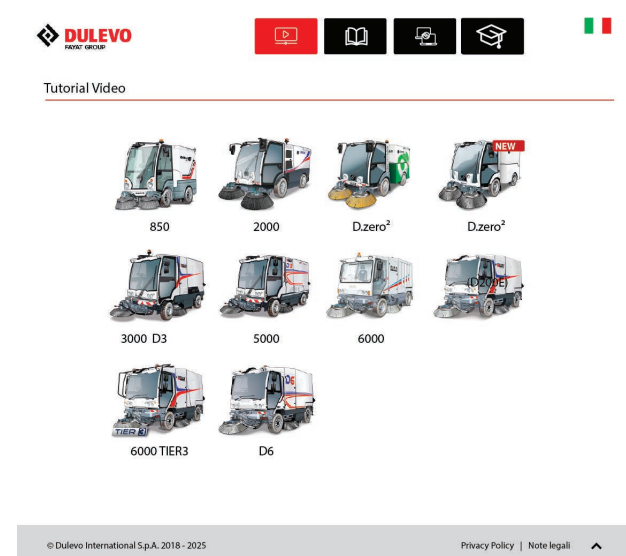 DULEVO
FAYAT GROUP
Tutorial Video
NEW
850 2000 D.zero² D.zero²
(D200E)
3000 D3 5000 6000
TIER 3
6000 TIER3 D6
© Dulevo International S.p.A. 2018 - 2025 Privacy Policy | Note legali